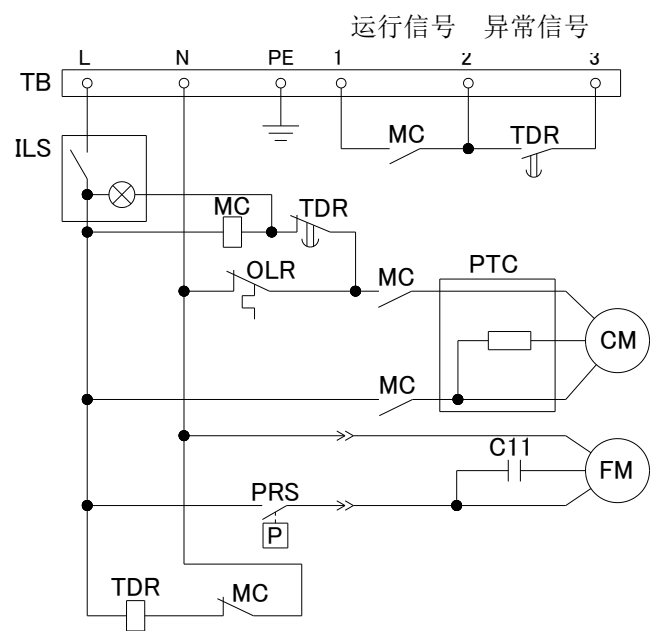 运行信号 异常信号
L N PE 1 2 3
TB
MC TDR
ILS
MC TDR
OLR MC PTC
CM
MC
C11
FM
PRS
P
TDR MC